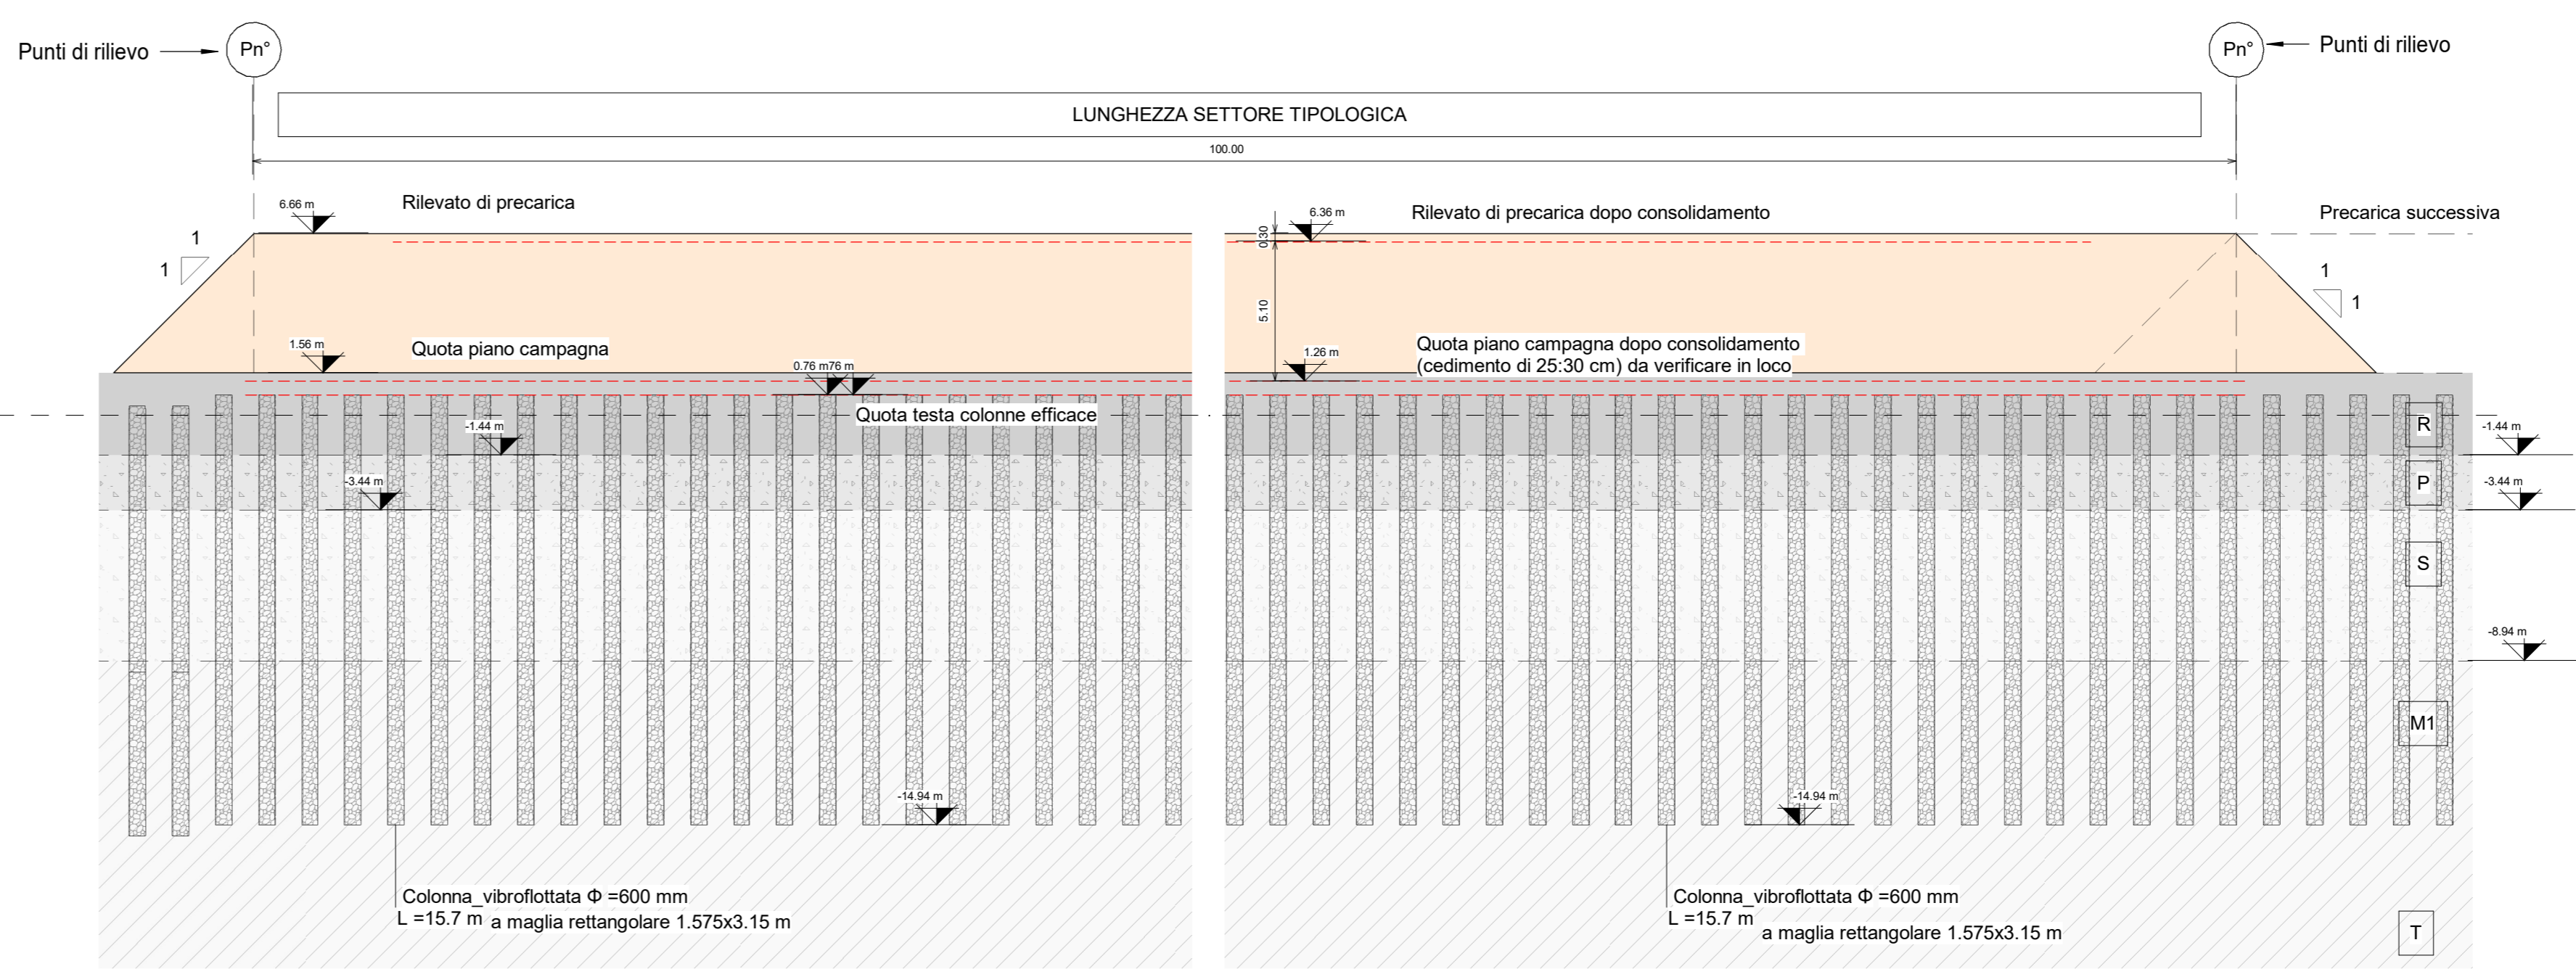 Punti di rilievo
Pn°
Pn°
Punti di rilievo
LUNGHEZZA SETTORE TIPOLOGICA
100.00
6.66 m
Rilevato di precarica
0.30
6.36 m
Rilevato di precarica dopo consolidamento
Precarica successiva
1
1
1
1
5.10
1.56 m
Quota piano campagna
1.26 m
Quota piano campagna dopo consolidamento
(cedimento di 25:30 cm) da verificare in loco
0.76 m76 m
Quota testa colonne efficace
-1.44 m
R
-1.44 m
-3.44 m
P
-3.44 m
S
-8.94 m
M1
-14.94 m
-14.94 m
Colonna_vibroflottata Φ =600 mm
L =15.7 m a maglia rettangolare 1.575x3.15 m
Colonna_vibroflottata Φ =600 mm
L =15.7 m
a maglia rettangolare 1.575x3.15 m
T